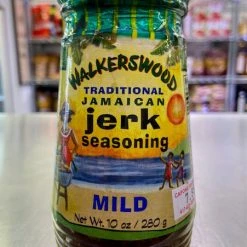 WALKERSWOOD
TRADITIONAL
JAMAICAN
jerk
seasoning
MILD
Net Wt. 10 oz / 280 g